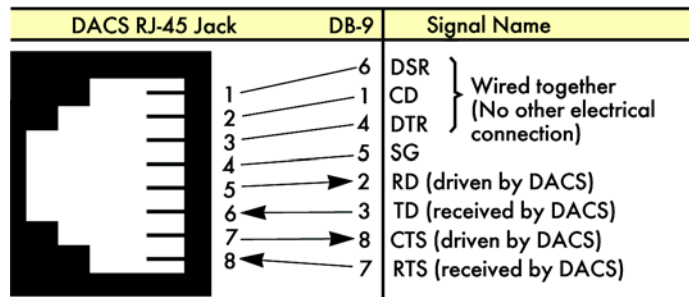 DACS RJ-45 Jack DB-9 Signal Name
1 6 DSR
2 1 CD
3 4 DTR
Wired together
(No other electrical
connection)
4 5 SG
5 2 RD (driven by DACS)
6 3 TD (received by DACS)
7 8 CTS (driven by DACS)
8 7 RTS (received by DACS)